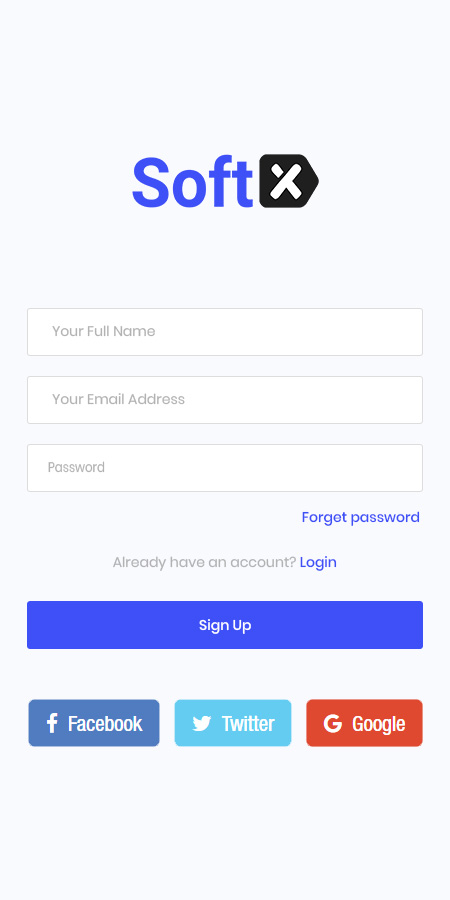 Soft X
Your Full Name
Your Email Address
Password
Forget password
Already have an account? Login
Sign Up
Facebook Twitter Google